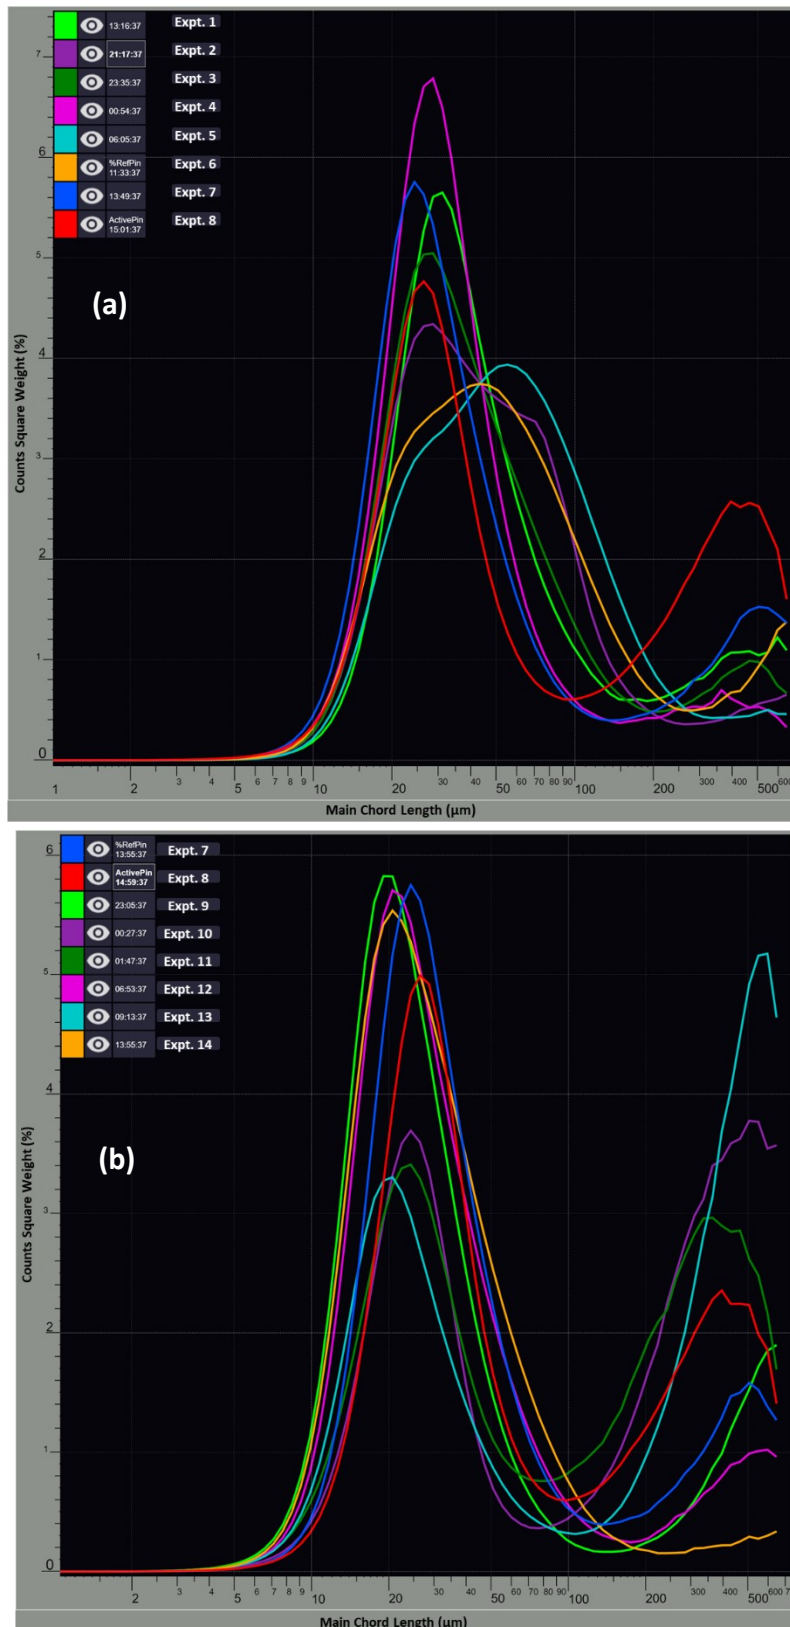 13:16:37 Expt. 1
21:17:37 Expt. 2
23:35:37 Expt. 3
00:54:37 Expt. 4
06:05:37 Expt. 5
%RefPin
11:33:37 Expt. 6
13:49:37 Expt. 7
ActivePin
15:01:37 Expt. 8
(a)
7
6
5
4
3
2
1
0
Counts Square Weight (%)
1 2 3 4 5 6 7 8 9 10 20 30 40 50 60 70 80 90 100 200 300 400 500 600
Main Chord Length (µm)
%RefPin
13:55:37 Expt. 7
ActivePin
14:59:37 Expt. 8
23:05:37 Expt. 9
00:27:37 Expt. 10
01:47:37 Expt. 11
06:53:37 Expt. 12
09:13:37 Expt. 13
13:55:37 Expt. 14
(b)
6
5
4
3
2
1
0
Counts Square Weight (%)
2 3 4 5 6 7 8 9 10 20 30 40 50 60 70 80 90 100 200 300 400 500 600 7
Main Chord Length (µm)